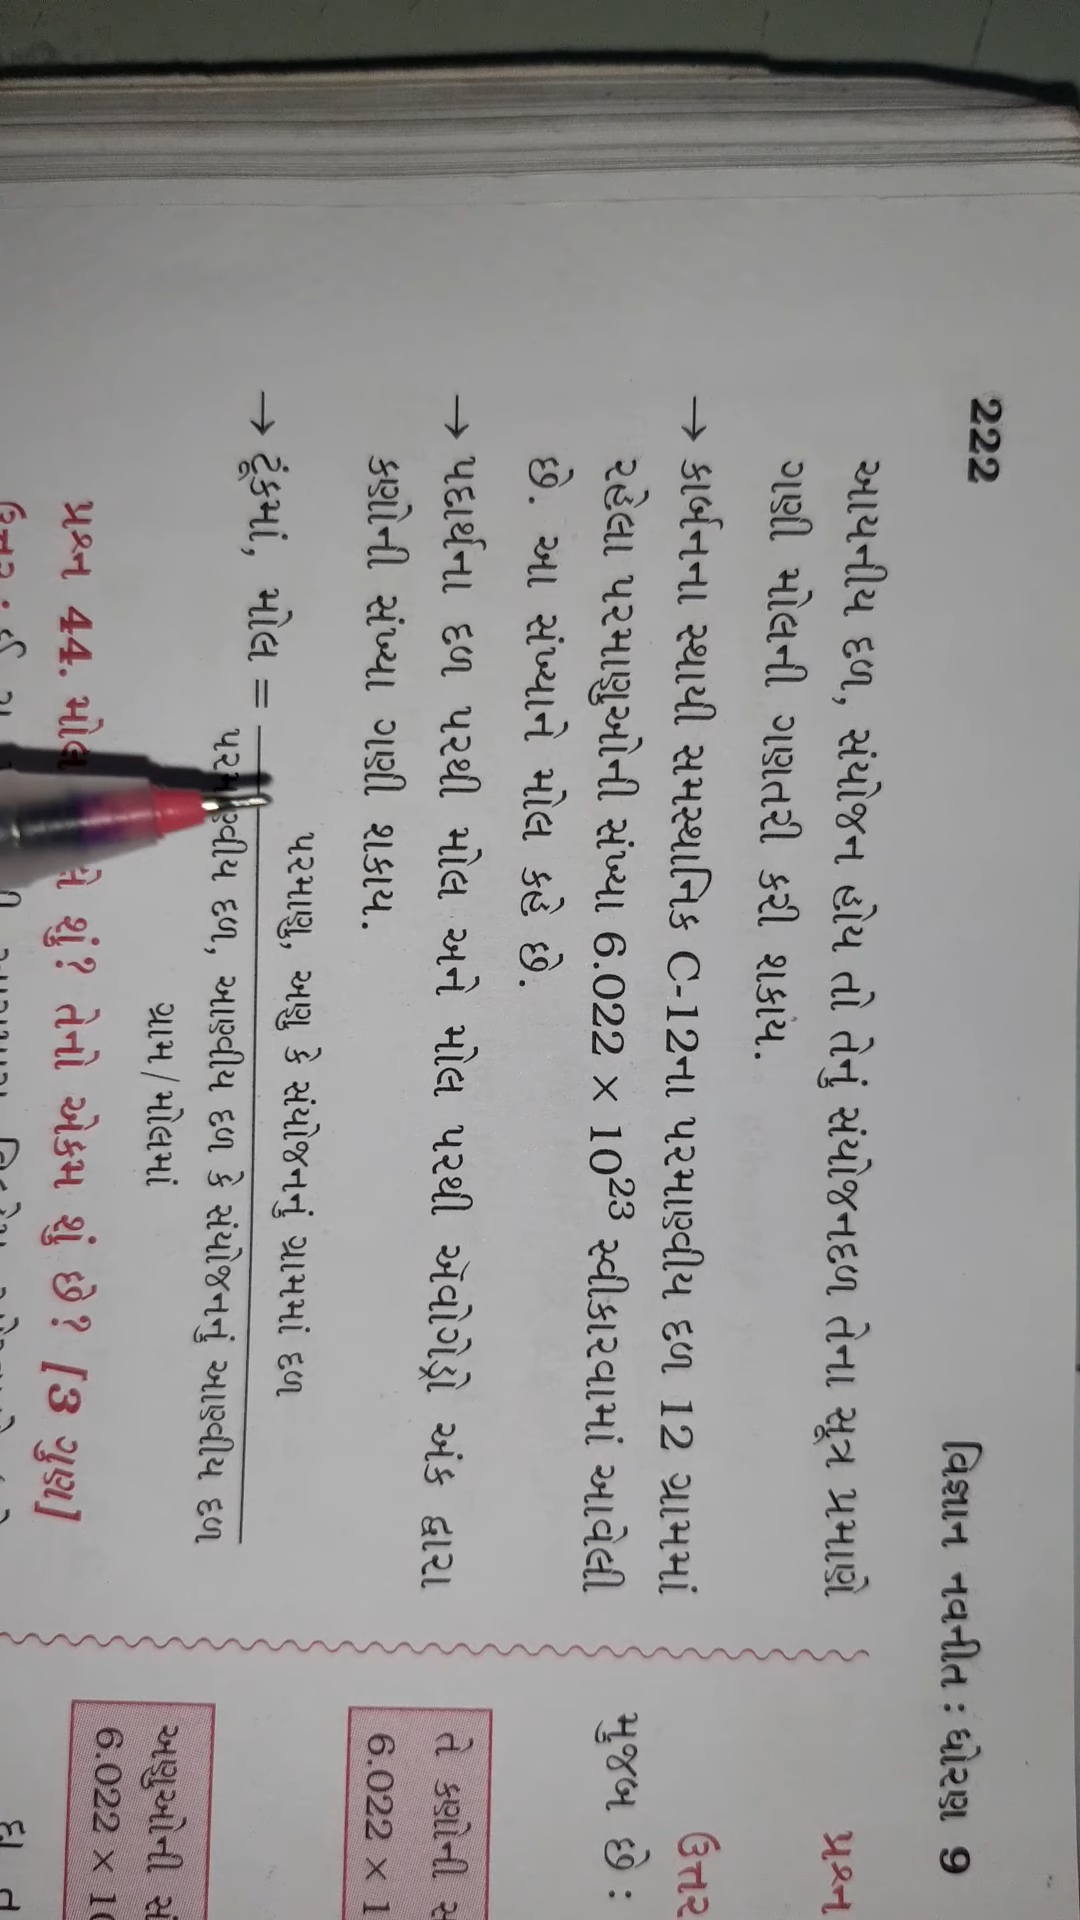 222
વિજ્ઞાન નવનીત : ધોરણ 9
આયનીય દળ, સંયોજન હોય તો તેનું સંયોજનદળ તેના સૂત્ર પ્રમાણે
ગણી મોલની ગણતરી કરી શકાય.
→ કાર્બનના સ્થાયી સમસ્થાનિક C-12ના પરમાણ્વીય દળ 12 ગ્રામમાં
રહેલા પરમાણુઓની સંખ્યા 6.022 × 10²³ સ્વીકારવામાં આવેલી
છે. આ સંખ્યાને મોલ કહે છે.
→ પદાર્થના દળ પરથી મોલ અને મોલ પરથી ઍવોગેડ્રો અંક દ્વારા
કણોની સંખ્યા ગણી શકાય.
પરમાણુ, અણુ કે સંયોજનનું ગ્રામમાં દળ
→ ટૂંકમાં, મોલ =
દળ, આણ્વીય દળ કે સંયોજનનું આણ્વીય દળ
ગ્રામ/મોલમાં
પ્રશ્ન 44. મોલ શું? તેનો એકમ શું છે? [3 ગુણ]
પ્રશ્ન
ઉત્તર
મુજબ છે :
તે કણોની
6.022 ×
અણુઓની
6.022 ×